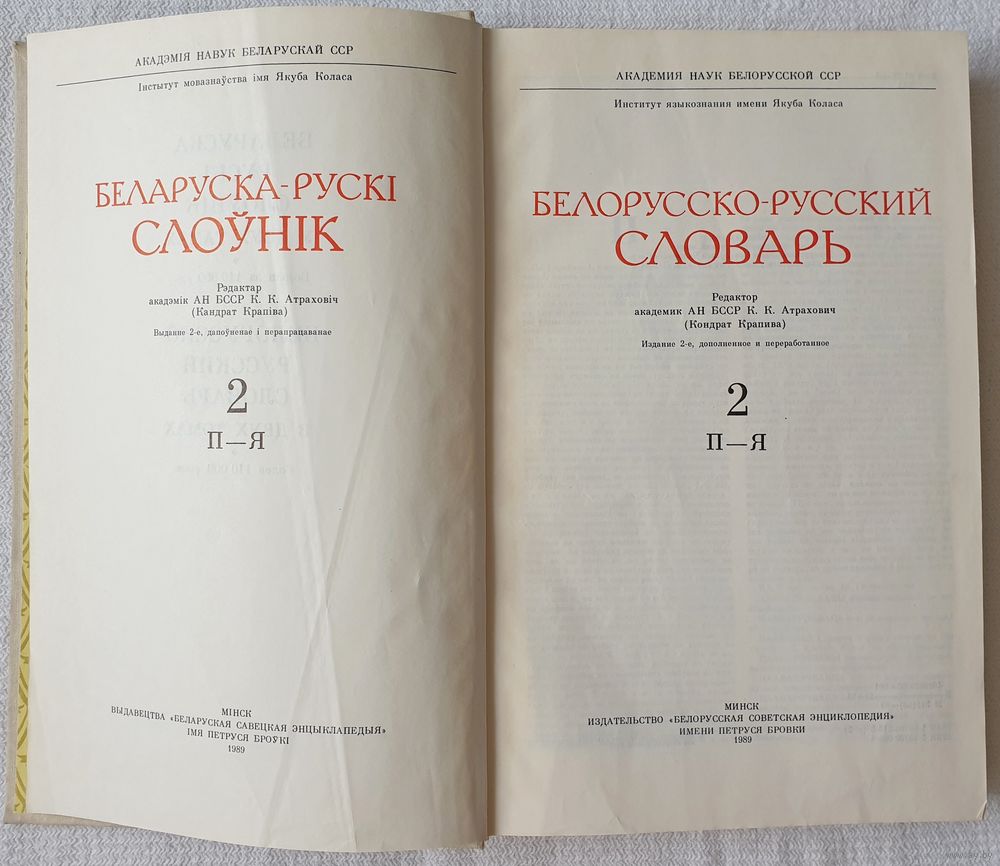 АКАДЭМІЯ НАВУК БЕЛАРУСКАЙ ССР
Інстытут мовазнаўства імя Якуба Коласа
БЕЛАРУСКА-РУСКІ
СЛОЎНІК
Рэдактар
акадэмік АН БССР К. К. Атраховіч
(Кандрат Крапіва)
Выданне 2-е, дапоўненае і перапрацаванае
2
П—Я
МІНСК
ВЫДАВЕЦТВА «БЕЛАРУСКАЯ САВЕЦКАЯ ЭНЦЫКЛАПЕДЫЯ»
ІМЯ ПЕТРУСЯ БРОЎКІ
1989
АКАДЕМИЯ НАУК БЕЛОРУССКОЙ ССР
Институт языкознания имени Якуба Коласа
БЕЛОРУССКО-РУССКИЙ
СЛОВАРЬ
Редактор
академик АН БССР К. К. Атрахович
(Кондрат Крапива)
Издание 2-е, дополненное и переработанное
2
П—Я
МИНСК
ИЗДАТЕЛЬСТВО «БЕЛОРУССКАЯ СОВЕТСКАЯ ЭНЦИКЛОПЕДИЯ»
ИМЕНИ ПЕТРУСЯ БРОВКИ
1989